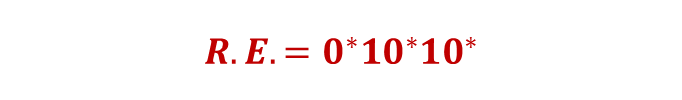 R. E. = 0*10*10*